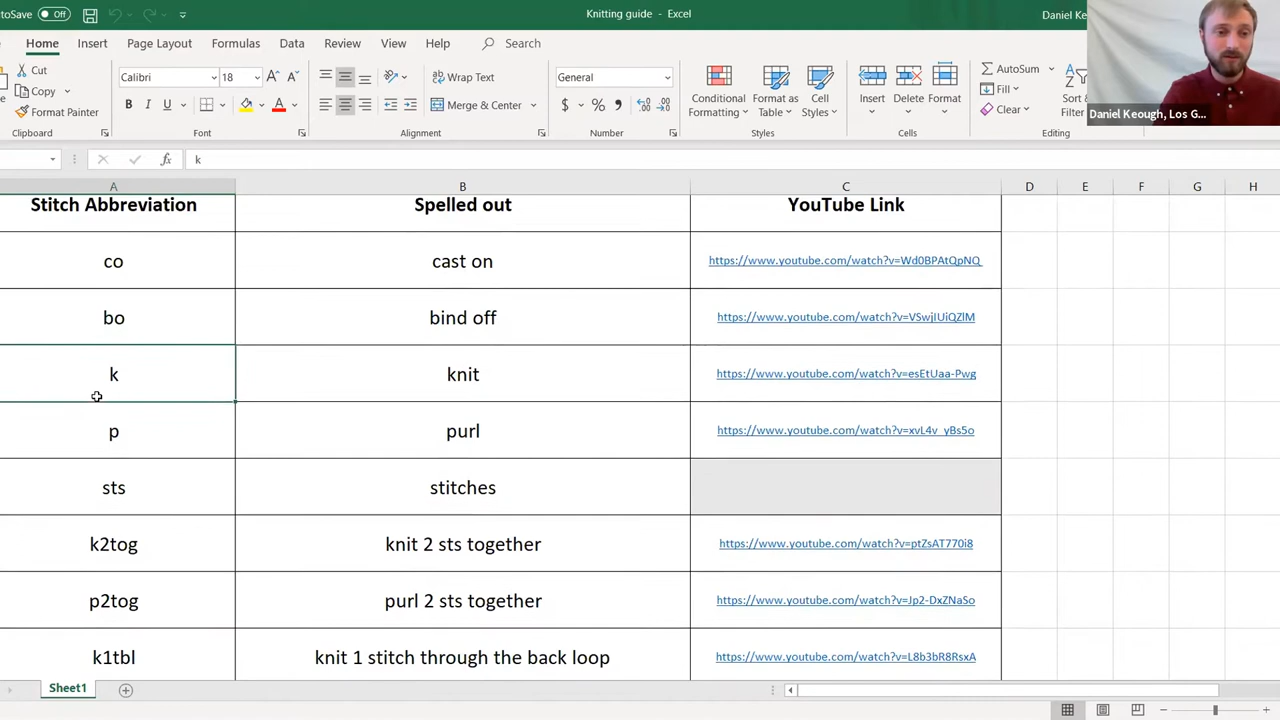 AutoSave Off Knitting guide - Excel Daniel Ke
Home Insert Page Layout Formulas Data Review View Help Search
Cut
Copy
Format Painter
Calibri 18
B I U
Wrap Text
Merge & Center
General
$ % ,
Conditional Formatting
Format as Table
Cell Styles
Insert
Delete
Format
AutoSum
Fill
Clear
Sort &
Filter
Daniel Keough, Los G...
Clipboard Font Alignment Number Styles Cells Editing
fx k
A B C D E F G H
Stitch Abbreviation Spelled out YouTube Link
co cast on https://www.youtube.com/watch?v=Wd0BPAtQpNQ
bo bind off https://www.youtube.com/watch?v=VSwjIUiQZlM
k knit https://www.youtube.com/watch?v=esEtUaa-Pwg
p purl https://www.youtube.com/watch?v=xvL4v_yBs5o
sts stitches
k2tog knit 2 sts together https://www.youtube.com/watch?v=ptZsAT770i8
p2tog purl 2 sts together https://www.youtube.com/watch?v=Jp2-DxZNaSo
k1tbl knit 1 stitch through the back loop https://www.youtube.com/watch?v=L8b3bR8RsxA
Sheet1